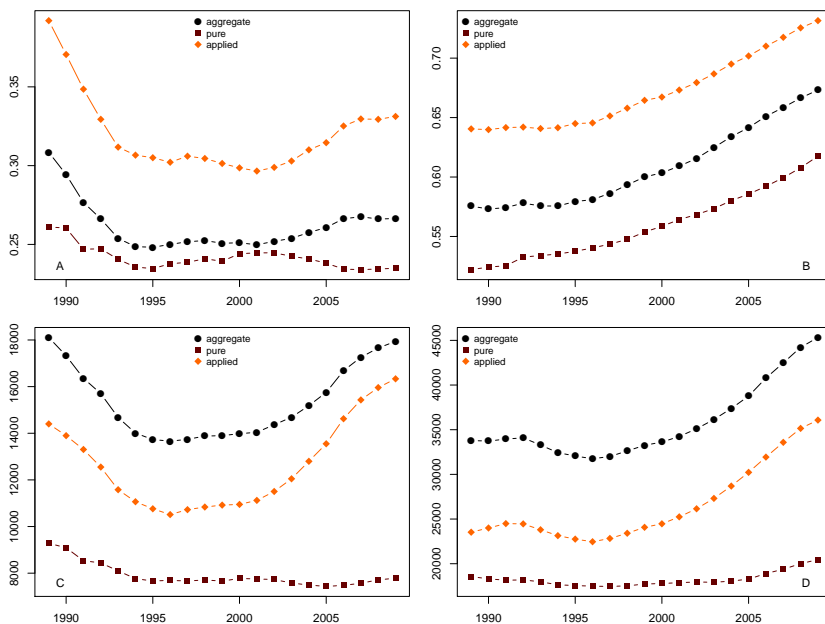 aggregate
pure
applied
0.35
0.30
0.25
A
1990 1995 2000 2005
aggregate
pure
applied
0.70
0.65
0.60
0.55
B
1990 1995 2000 2005
aggregate
pure
applied
18000
16000
14000
12000
10000
8000
C
1990 1995 2000 2005
aggregate
pure
applied
45000
40000
35000
30000
25000
20000
D
1990 1995 2000 2005